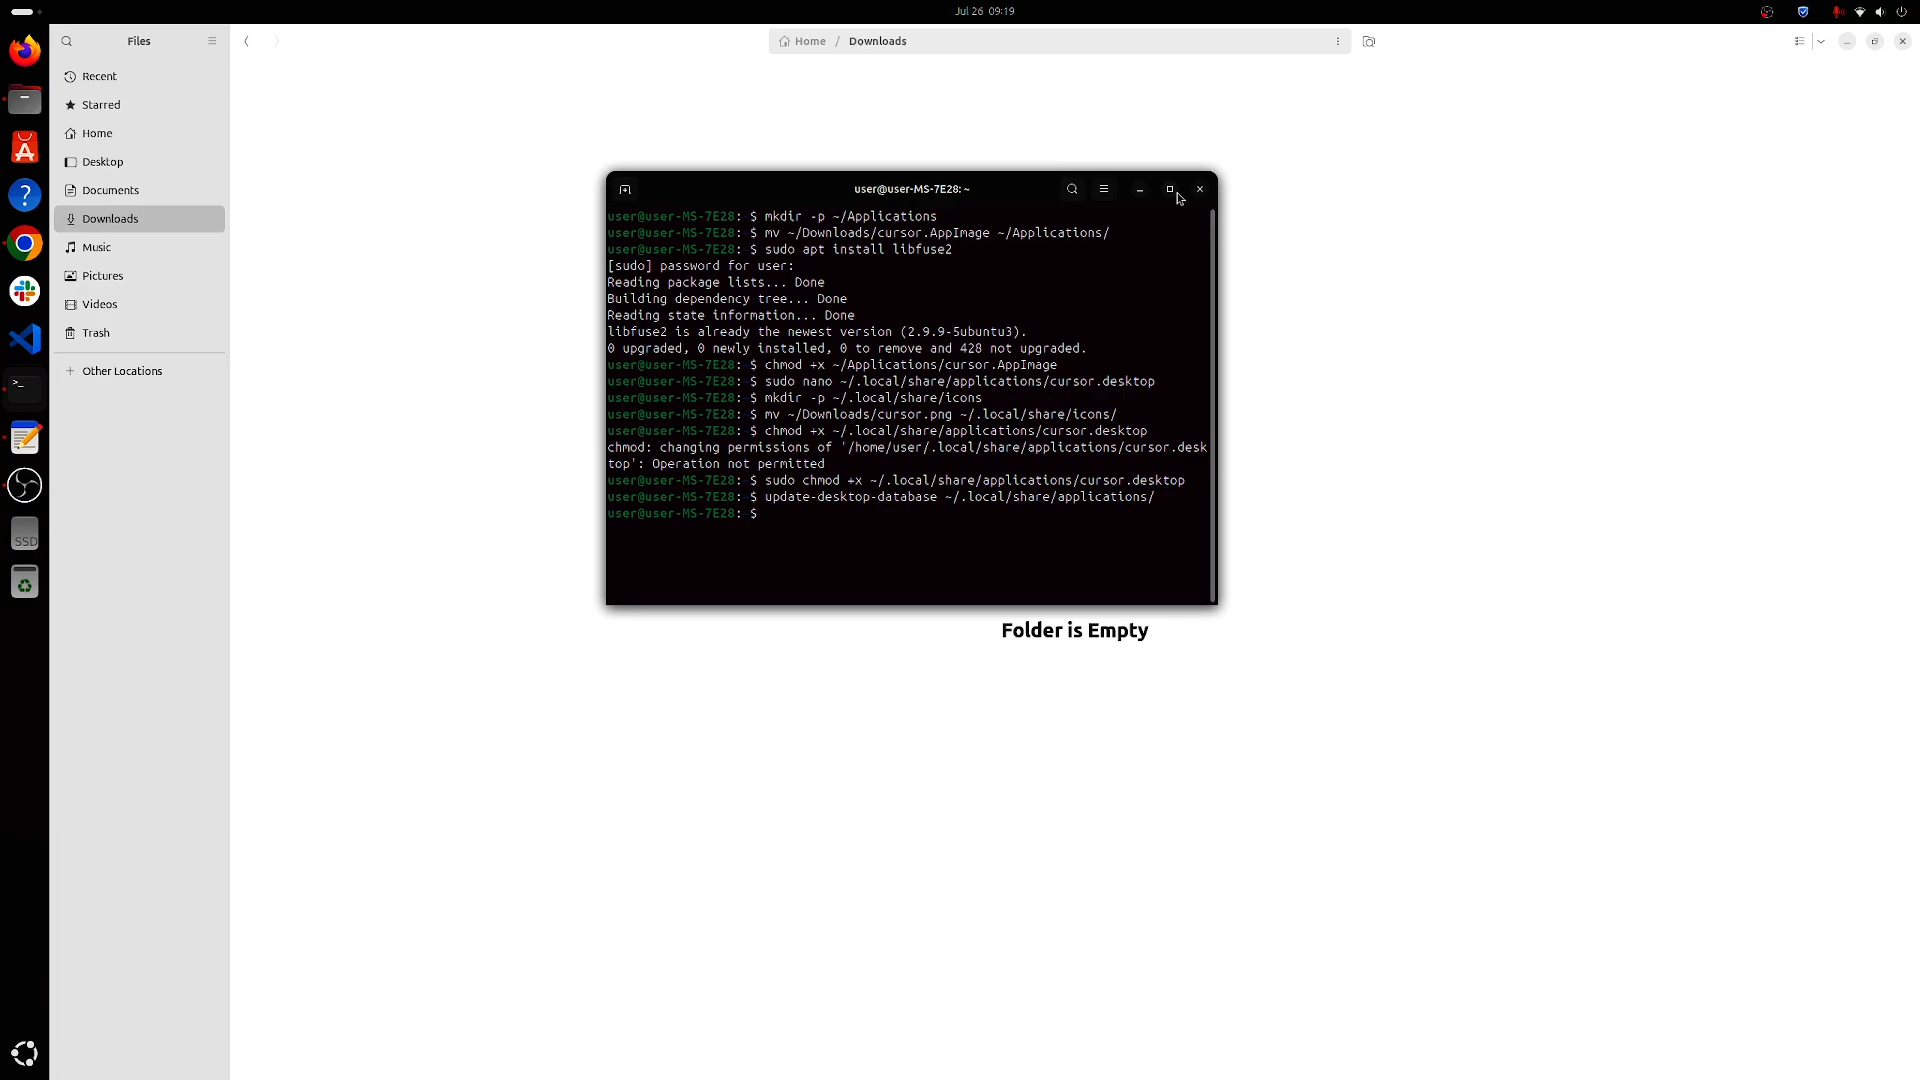 Jul 26 09:19
Files
Home / Downloads
Recent
Starred
Home
Desktop
Documents
Downloads
Music
Pictures
Videos
Trash
Other Locations
user@user-MS-7E28: ~
user@user-MS-7E28: $ mkdir -p ~/Applications
user@user-MS-7E28: $ mv ~/Downloads/cursor.AppImage ~/Applications/
user@user-MS-7E28: $ sudo apt install libfuse2
[sudo] password for user:
Reading package lists... Done
Building dependency tree... Done
Reading state information... Done
libfuse2 is already the newest version (2.9.9-5ubuntu3).
0 upgraded, 0 newly installed, 0 to remove and 428 not upgraded.
user@user-MS-7E28: $ chmod +x ~/Applications/cursor.AppImage
user@user-MS-7E28: $ sudo nano ~/.local/share/applications/cursor.desktop
user@user-MS-7E28: $ mkdir -p ~/.local/share/icons
user@user-MS-7E28: $ mv ~/Downloads/cursor.png ~/.local/share/icons/
user@user-MS-7E28: $ chmod +x ~/.local/share/applications/cursor.desktop
chmod: changing permissions of '/home/user/.local/share/applications/cursor.desk
top': Operation not permitted
user@user-MS-7E28: $ sudo chmod +x ~/.local/share/applications/cursor.desktop
user@user-MS-7E28: $ update-desktop-database ~/.local/share/applications/
user@user-MS-7E28: $
Folder is Empty
SSD